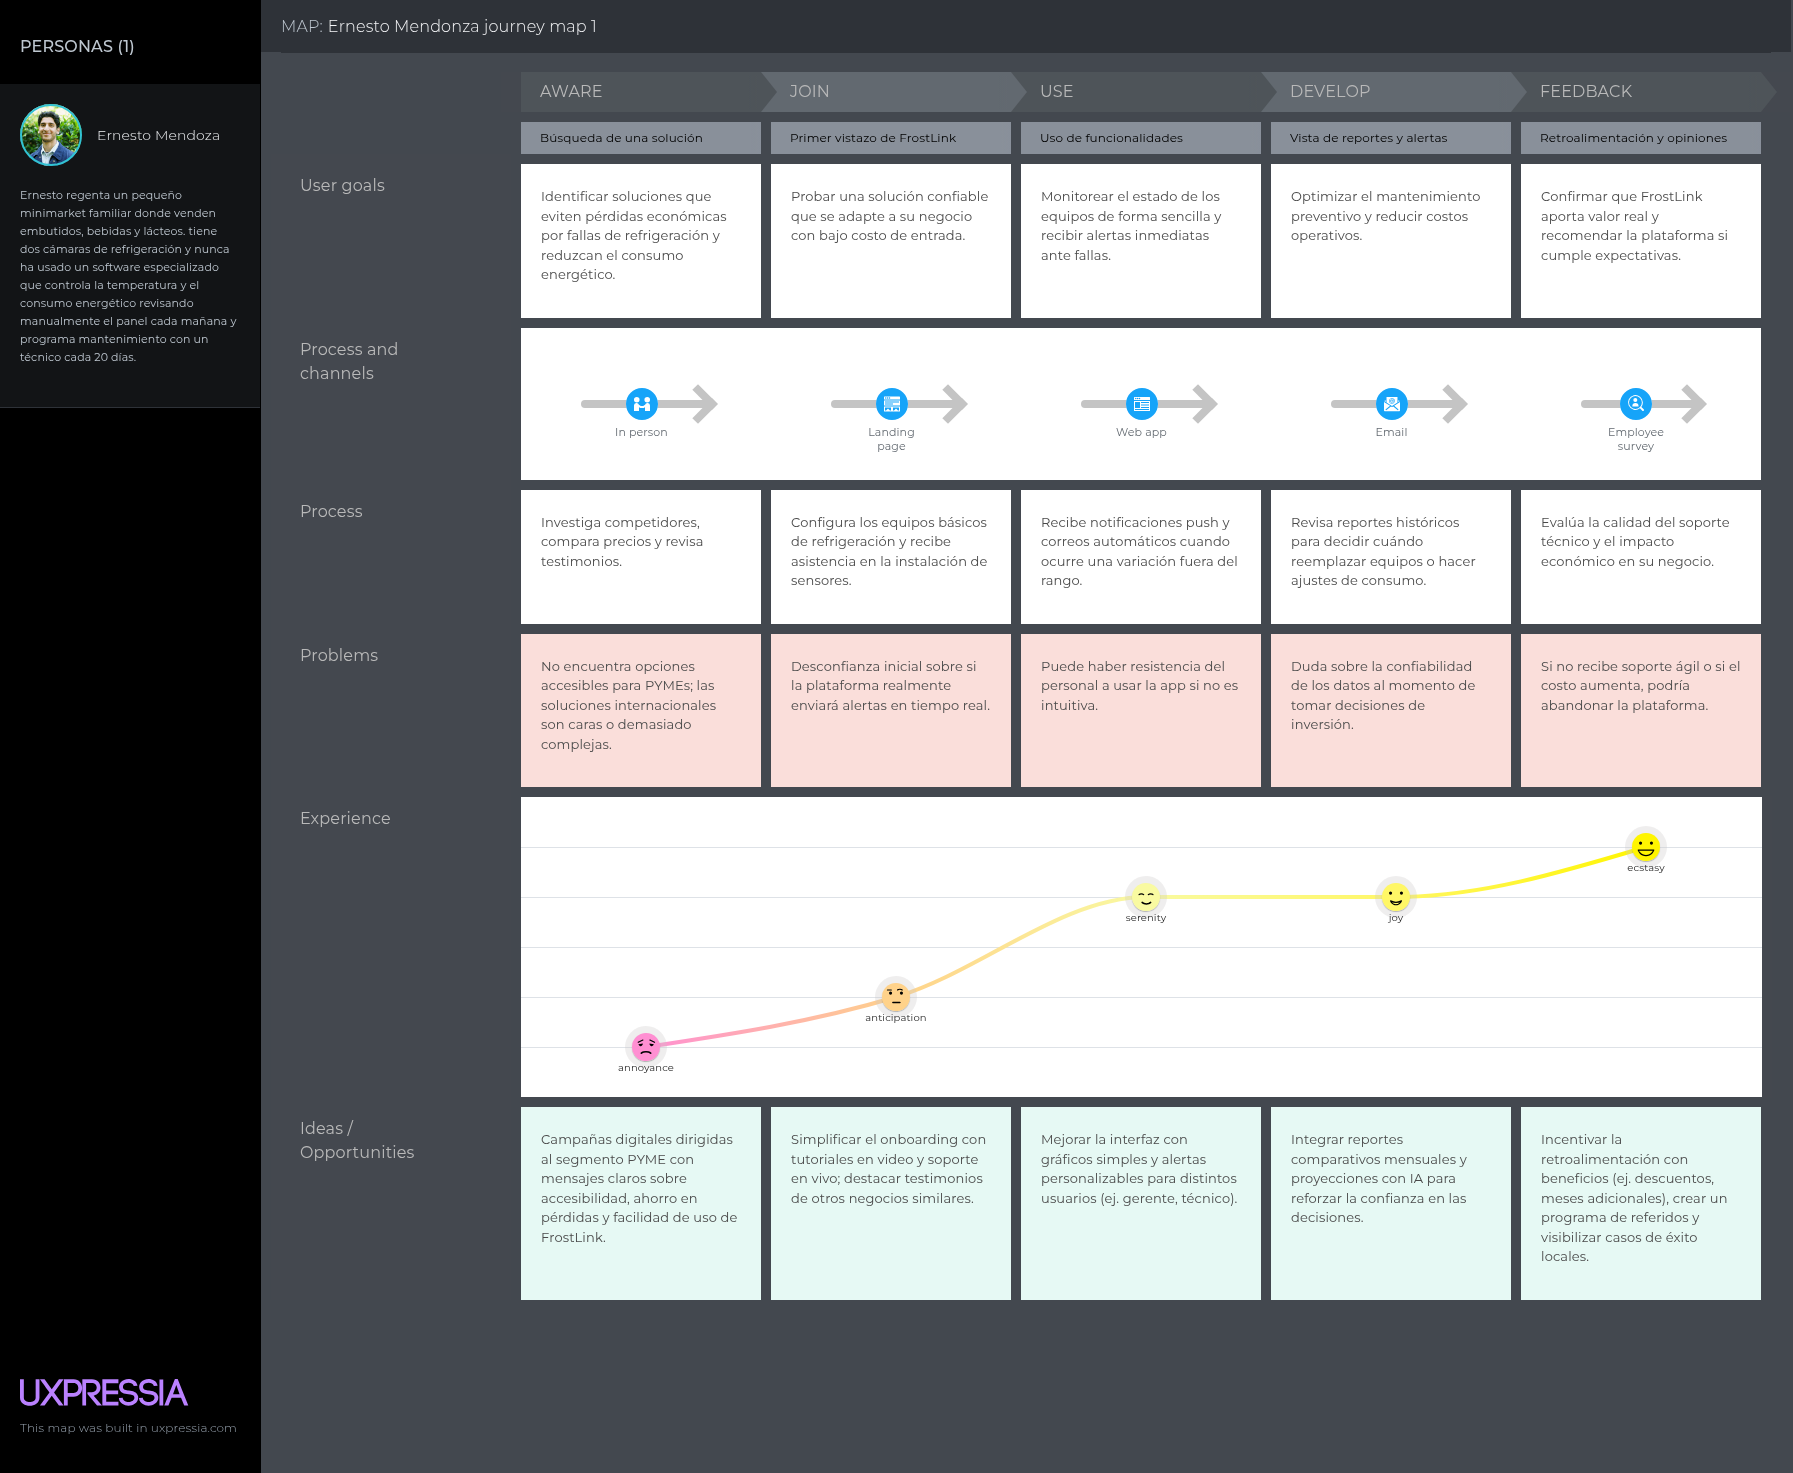 PERSONAS (1)
Ernesto Mendoza
Ernesto regenta un pequeño
minimarket familiar donde venden
embutidos, bebidas y lácteos. tiene
dos cámaras de refrigeración y nunca
ha usado un software especializado
que controla la temperatura y el
consumo energético revisando
manualmente el panel cada mañana y
programa mantenimiento con un
técnico cada 20 días.
MAP: Ernesto Mendonza journey map 1
AWARE
JOIN
USE
DEVELOP
FEEDBACK
Búsqueda de una solución
Primer vistazo de FrostLink
Uso de funcionalidades
Vista de reportes y alertas
Retroalimentación y opiniones
User goals
Identificar soluciones que
eviten pérdidas económicas
por fallas de refrigeración y
reduzcan el consumo
energético.
Probar una solución confiable
que se adapte a su negocio
con bajo costo de entrada.
Monitorear el estado de los
equipos de forma sencilla y
recibir alertas inmediatas
ante fallas.
Optimizar el mantenimiento
preventivo y reducir costos
operativos.
Confirmar que FrostLink
aporta valor real y
recomendar la plataforma si
cumple expectativas.
Process and
channels
In person
Landing
page
Web app
Email
Employee
survey
Process
Investiga competidores,
compara precios y revisa
testimonios.
Configura los equipos básicos
de refrigeración y recibe
asistencia en la instalación de
sensores.
Recibe notificaciones push y
correos automáticos cuando
ocurre una variación fuera del
rango.
Revisa reportes históricos
para decidir cuándo
reemplazar equipos o hacer
ajustes de consumo.
Evalúa la calidad del soporte
técnico y el impacto
económico en su negocio.
Problems
No encuentra opciones
accesibles para PYMEs; las
soluciones internacionales
son caras o demasiado
complejas.
Desconfianza inicial sobre si
la plataforma realmente
enviará alertas en tiempo real.
Puede haber resistencia del
personal a usar la app si no es
intuitiva.
Duda sobre la confiabilidad
de los datos al momento de
tomar decisiones de
inversión.
Si no recibe soporte ágil o si el
costo aumenta, podría
abandonar la plataforma.
Experience
annoyance
anticipation
serenity
joy
ecstasy
Ideas /
Opportunities
Campañas digitales dirigidas
al segmento PYME con
mensajes claros sobre
accesibilidad, ahorro en
pérdidas y facilidad de uso de
FrostLink.
Simplificar el onboarding con
tutoriales en video y soporte
en vivo; destacar testimonios
de otros negocios similares.
Mejorar la interfaz con
gráficos simples y alertas
personalizables para distintos
usuarios (ej. gerente, técnico).
Integrar reportes
comparativos mensuales y
proyecciones con IA para
reforzar la confianza en las
decisiones.
Incentivar la
retroalimentación con
beneficios (ej. descuentos,
meses adicionales), crear un
programa de referidos y
visibilizar casos de éxito
locales.
UXPRESSIA
This map was built in uxpressia.com